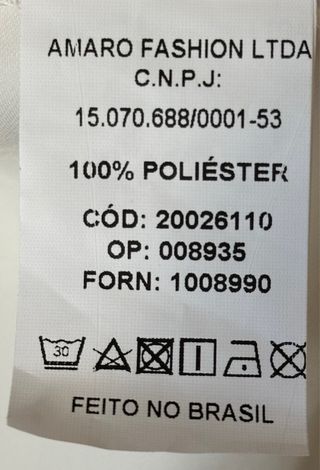 AMARO FASHION LTDA
C.N.P.J:
15.070.688/0001-53
100% POLIÉSTER
CÓD: 20026110
OP: 008935
FORN: 1008990
30
FEITO NO BRASIL